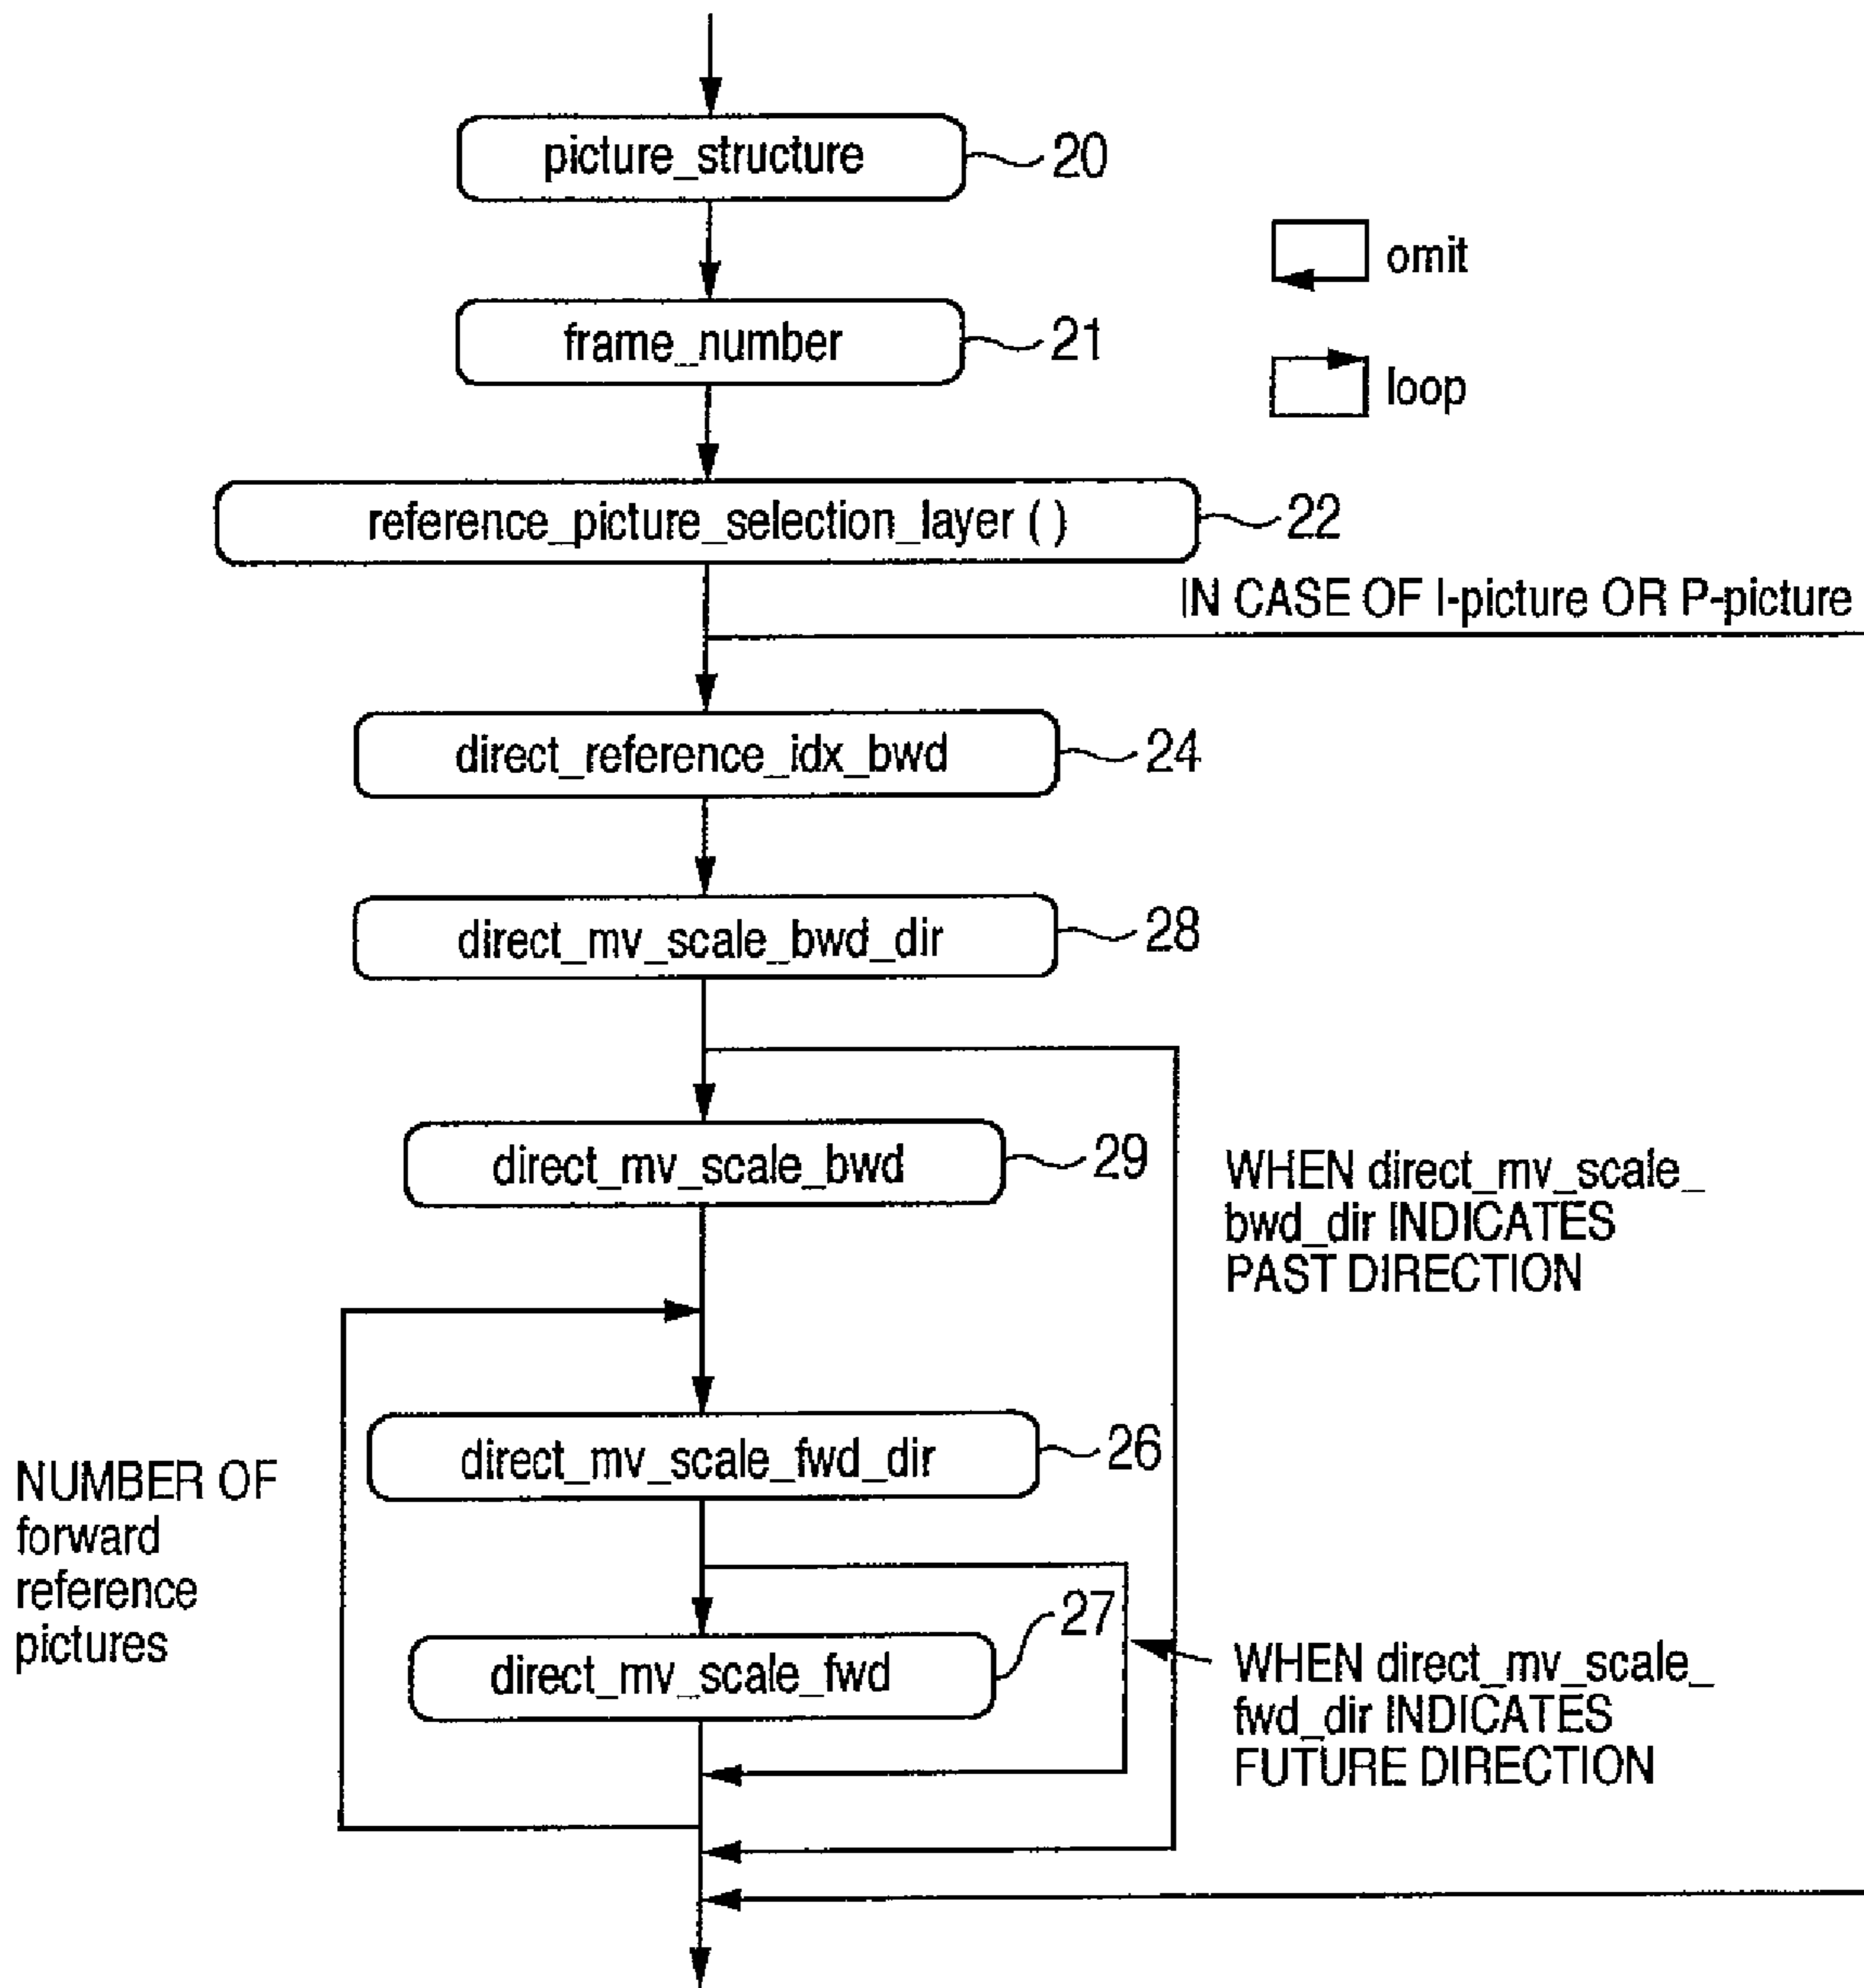 picture_structure 20
frame_number 21
omit
loop
reference_picture_selection_layer ( ) 22
IN CASE OF I-picture OR P-picture
direct_reference_idx_bwd 24
direct_mv_scale_bwd_dir 28
direct_mv_scale_bwd 29
WHEN direct_mv_scale_
bwd_dir INDICATES
PAST DIRECTION
direct_mv_scale_fwd_dir 26
NUMBER OF
forward
reference
pictures
direct_mv_scale_fwd 27
WHEN direct_mv_scale_
fwd_dir INDICATES
FUTURE DIRECTION